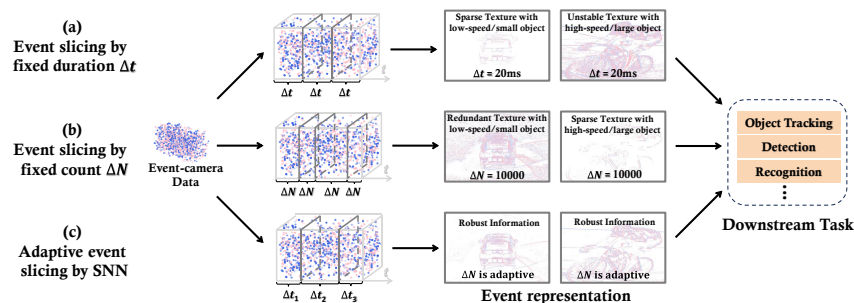 (a)
Event slicing by
fixed duration Δt
Δt Δt Δt
t
Sparse Texture with
low-speed/small object
Δt = 20ms
Unstable Texture with
high-speed/large object
Δt = 20ms
(b)
Event slicing by
fixed count ΔN
Event-camera
Data
ΔN ΔN ΔN ΔN
t
Redundant Texture with
low-speed/small object
ΔN = 10000
Sparse Texture with
high-speed/large object
ΔN = 10000
Object Tracking
Detection
Recognition
Downstream Task
(c)
Adaptive event
slicing by SNN
Δt1 Δt2 Δt3
t
Robust Information
ΔN is adaptive
Robust Information
ΔN is adaptive
Event representation